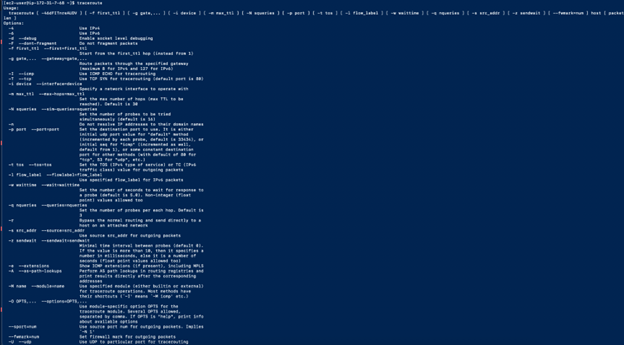 [ec2-user@ip-172-31-7-68 ~]$ traceroute
Usage:
traceroute [ -46dFITnreAUDV ] [ -f first_ttl ] [ -g gate,... ] [ -i device ] [ -m max_ttl ] [ -N squeries ] [ -p port ] [ -t tos ] [ -l flow_label ] [ -w waittime ] [ -q nqueries ] [ -s src_addr ] [ -z sendwait ] [ --fwmark=num ] host [ packet
len ]
Options:
-4 Use IPv4
-6 Use IPv6
-d --debug Enable socket level debugging
-F --dont-fragment Do not fragment packets
-f first_ttl --first=first_ttl
Start from the first_ttl hop (instead from 1)
-g gate,... --gateway=gate,...
Route packets through the specified gateway
(maximum 8 for IPv4 and 127 for IPv6)
-I --icmp Use ICMP ECHO for tracerouting
-T --tcp Use TCP SYN for tracerouting (default port is 80)
-i device --interface=device
Specify a network interface to operate with
-m max_ttl --max-hops=max_ttl
Set the max number of hops (max TTL to be
reached). Default is 30
-N squeries --sim-queries=squeries
Set the number of probes to be tried
simultaneously (default is 16)
-n Do not resolve IP addresses to their domain names
-p port --port=port Set the destination port to use. It is either
initial udp port value for "default" method
(incremented by each probe, default is 33434), or
initial seq for "icmp" (incremented as well,
default from 1), or some constant destination
port for other methods (with default of 80 for
"tcp", 53 for "udp", etc.)
-t tos --tos=tos Set the TOS (IPv4 type of service) or TC (IPv6
traffic class) value for outgoing packets
-l flow_label --flowlabel=flow_label
Use specified flow_label for IPv6 packets
-w waittime --wait=waittime
Set the number of seconds to wait for response to
a probe (default is 5.0). Non-integer (float
point) values allowed too
-q nqueries --queries=nqueries
Set the number of probes per each hop. Default is
3
-r Bypass the normal routing and send directly to a
host on an attached network
-s src_addr --source=src_addr
Use source src_addr for outgoing packets
-z sendwait --sendwait=sendwait
Minimal time interval between probes (default 0).
If the value is more than 10, then it specifies a
number in milliseconds, else it is a number of
seconds (float point values allowed too)
-e --extensions Show ICMP extensions (if present), including MPLS
-A --as-path-lookups Perform AS path lookups in routing registries and
print results directly after the corresponding
addresses
-M name --module=name Use specified module (either builtin or external)
for traceroute operations. Most methods have
their shortcuts (`-I' means `-M icmp' etc.)
-O OPTS,... --options=OPTS,...
Use module-specific option OPTS for the
traceroute module. Several OPTS allowed,
separated by comma. If OPTS is "help", print info
about available options
--sport=num Use source port num for outgoing packets. Implies
`-N 1'
--fwmark=num Set firewall mark for outgoing packets
-U --udp Use UDP to particular port for tracerouting